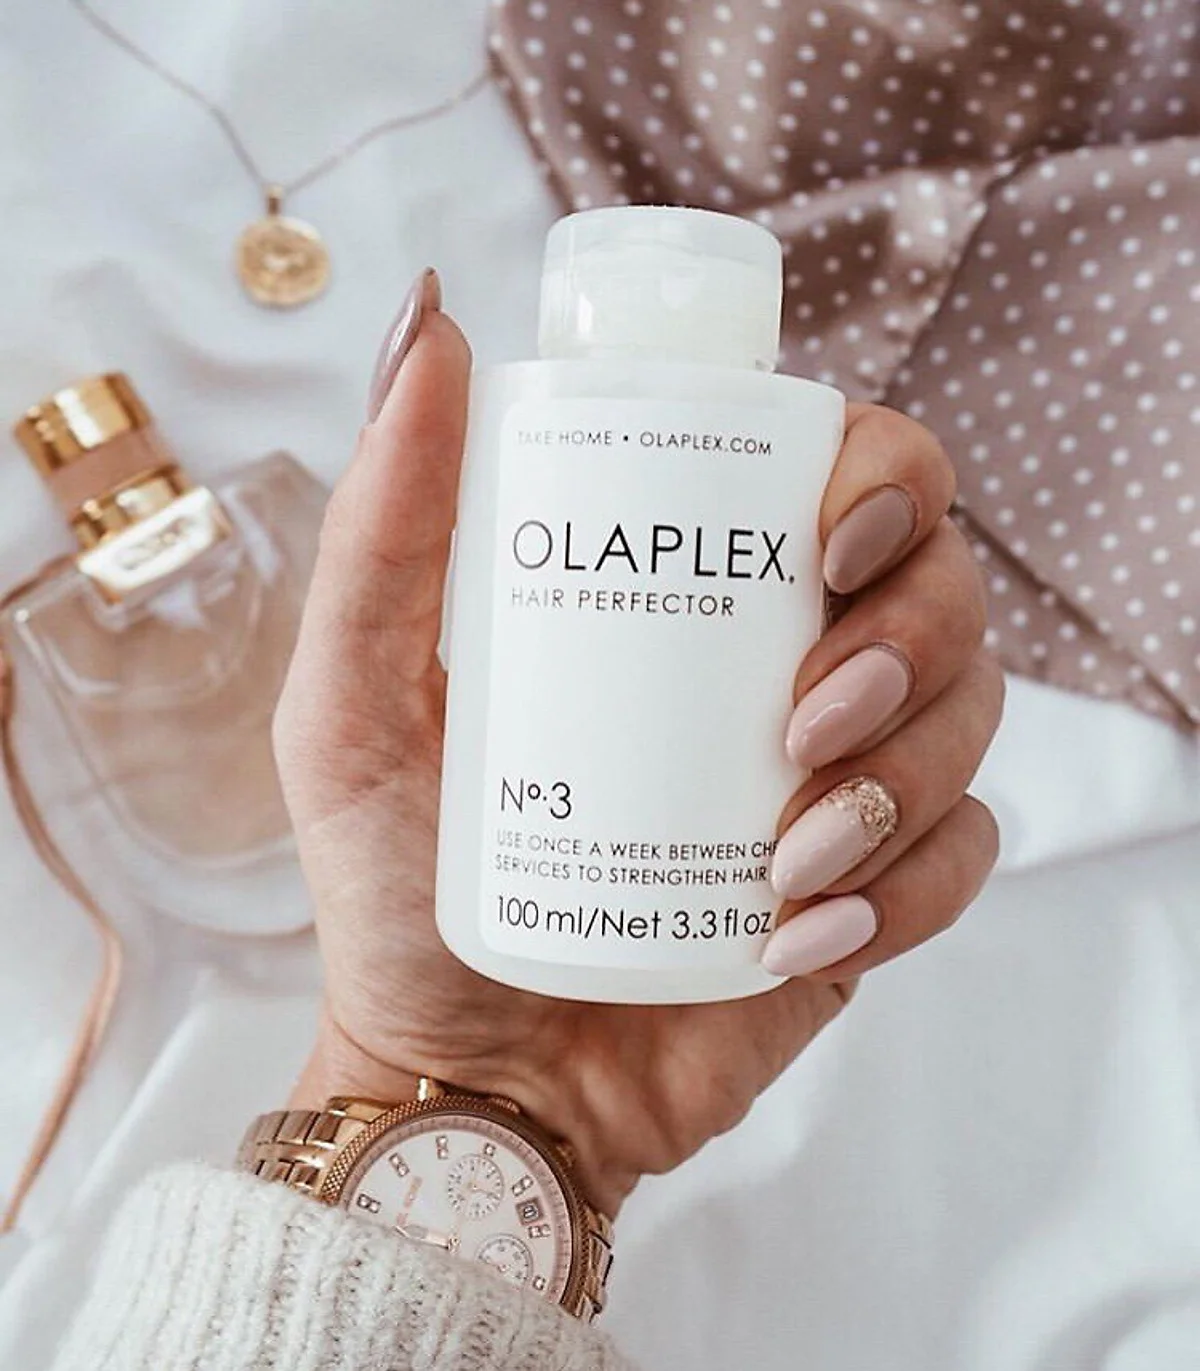 TAKE HOME • OLAPLEX.COM
OLAPLEX.
HAIR PERFECTOR
Nº.3
USE ONCE A WEEK BETWEEN
SERVICES TO STRENGTHEN HAIR
100 ml/Net 3.3 fl oz